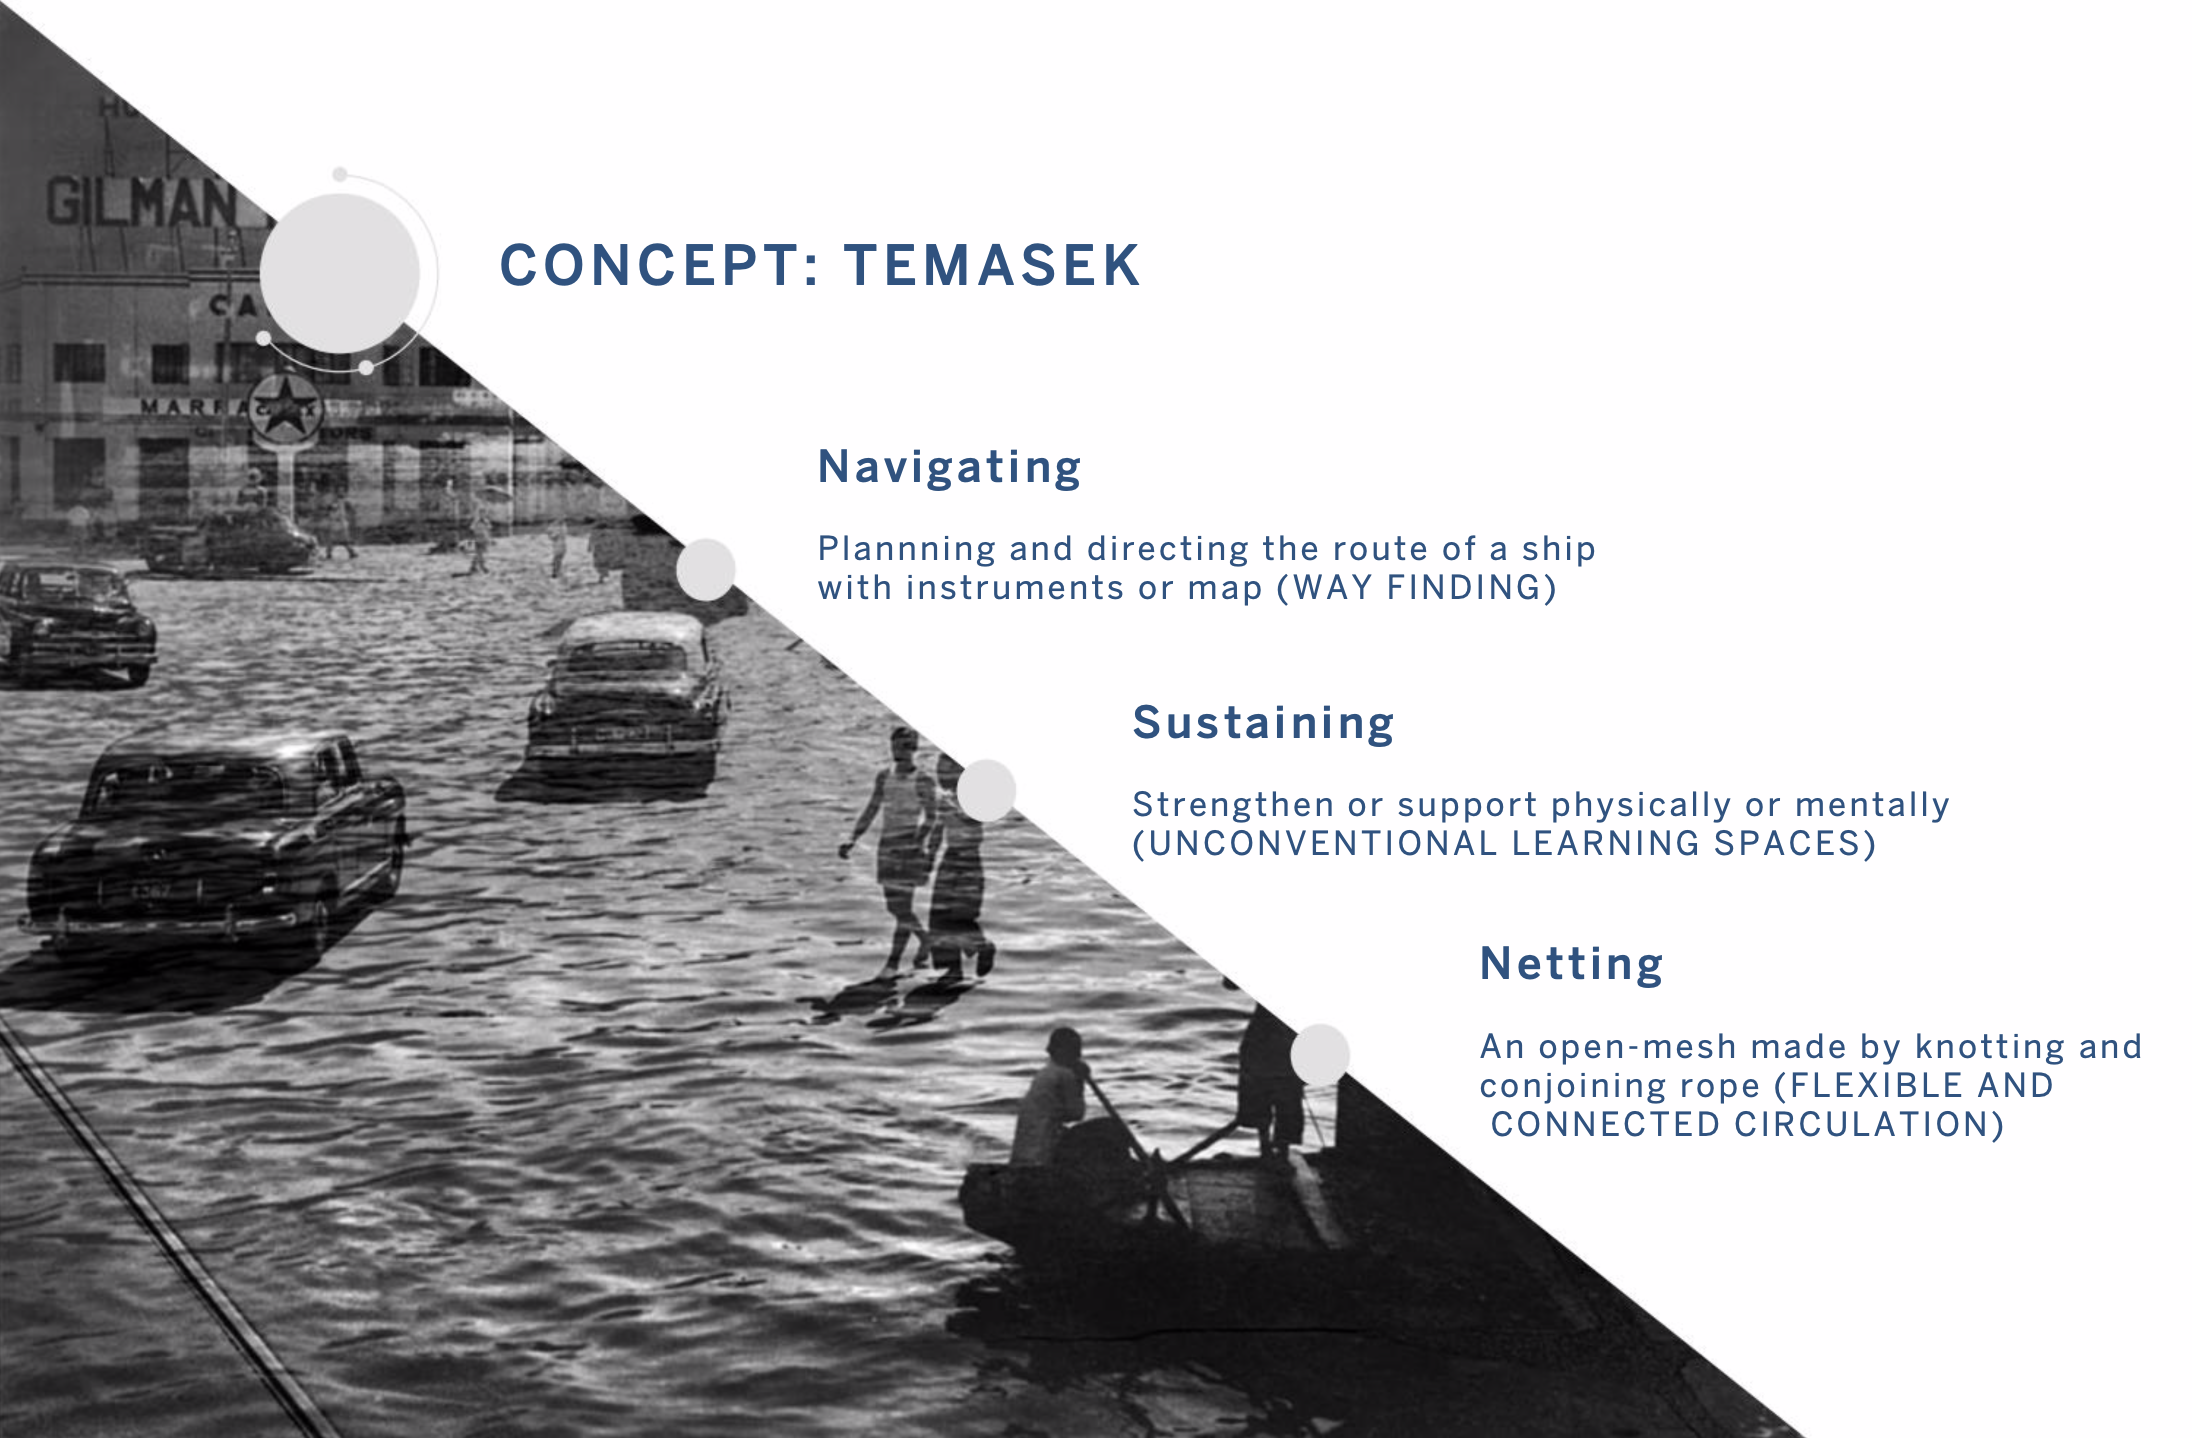 GILMAN
CONCEPT: TEMASEK
CA
MARFA
Navigating
Plannning and directing the route of a ship
with instruments or map (WAY FINDING)
Sustaining
Strengthen or support physically or mentally
(UNCONVENTIONAL LEARNING SPACES)
Netting
An open-mesh made by knotting and
conjoining rope (FLEXIBLE AND
CONNECTED CIRCULATION)